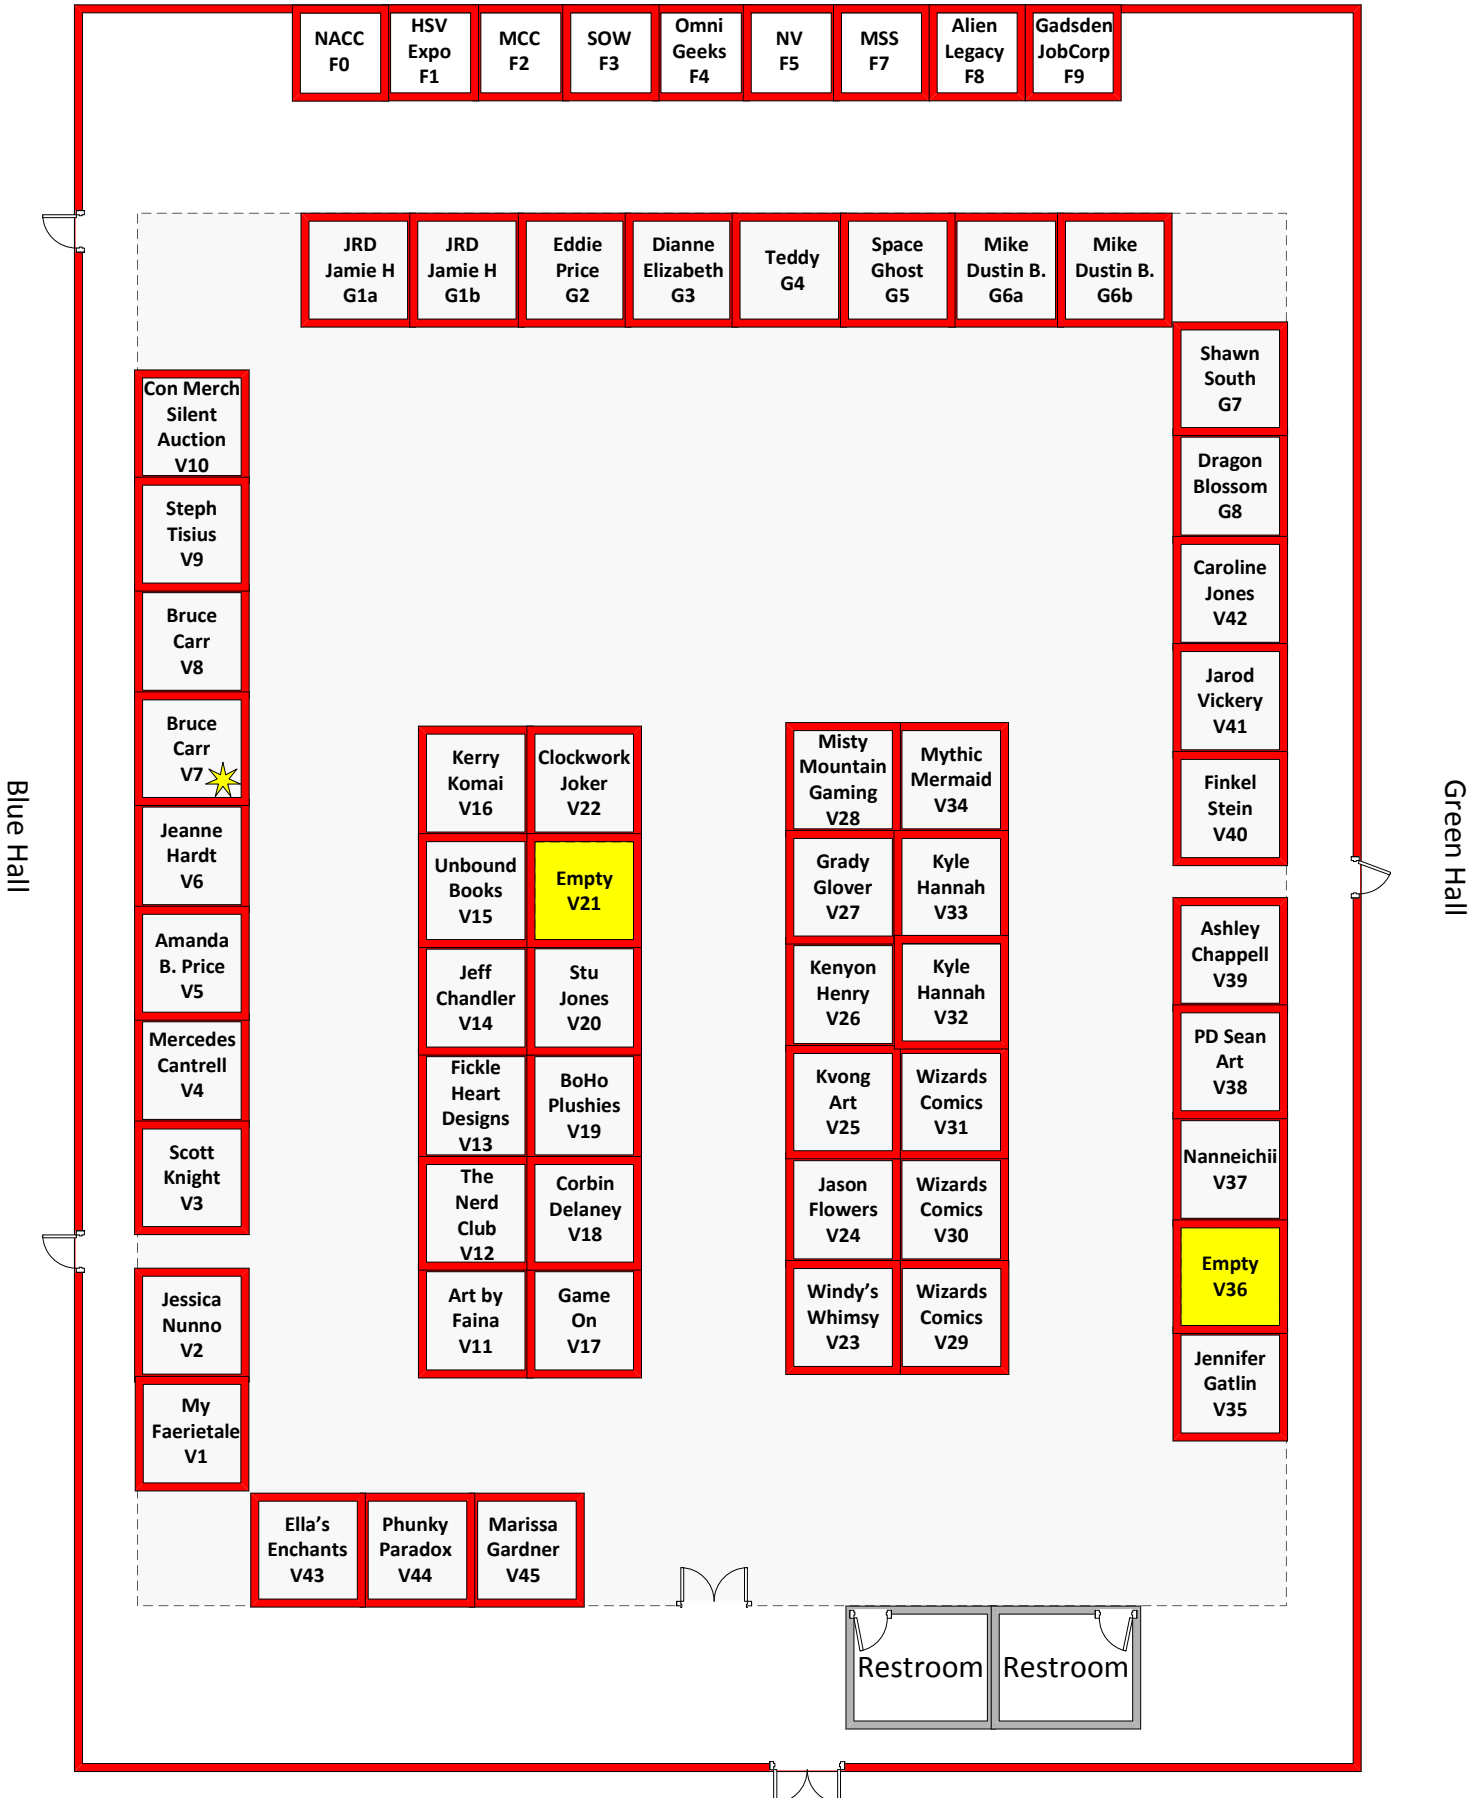 NACC
F0
HSV
Expo
F1
MCC
F2
SOW
F3
Omni
Geeks
F4
NV
F5
MSS
F7
Alien
Legacy
F8
Gadsden
JobCorp
F9
JRD
Jamie H
G1a
JRD
Jamie H
G1b
Eddie
Price
G2
Dianne
Elizabeth
G3
Teddy
G4
Space
Ghost
G5
Mike
Dustin B.
G6a
Mike
Dustin B.
G6b
Shawn
South
G7
Dragon
Blossom
G8
Caroline
Jones
V42
Jarod
Vickery
V41
Finkel
Stein
V40
Ashley
Chappell
V39
PD Sean
Art
V38
Nanneichii
V37
Empty
V36
Jennifer
Gatlin
V35
Con Merch
Silent
Auction
V10
Steph
Tisius
V9
Bruce
Carr
V8
Bruce
Carr
V7
Jeanne
Hardt
V6
Amanda
B. Price
V5
Mercedes
Cantrell
V4
Scott
Knight
V3
Jessica
Nunno
V2
My
Faerietale
V1
Kerry
Komai
V16
Clockwork
Joker
V22
Unbound
Books
V15
Empty
V21
Jeff
Chandler
V14
Stu
Jones
V20
Fickle
Heart
Designs
V13
BoHo
Plushies
V19
The
Nerd
Club
V12
Corbin
Delaney
V18
Art by
Faina
V11
Game
On
V17
Misty
Mountain
Gaming
V28
Mythic
Mermaid
V34
Grady
Glover
V27
Kyle
Hannah
V33
Kenyon
Henry
V26
Kyle
Hannah
V32
Kvong
Art
V25
Wizards
Comics
V31
Jason
Flowers
V24
Wizards
Comics
V30
Windy’s
Whimsy
V23
Wizards
Comics
V29
Ella’s
Enchants
V43
Phunky
Paradox
V44
Marissa
Gardner
V45
Restroom
Restroom
Blue Hall
Green Hall